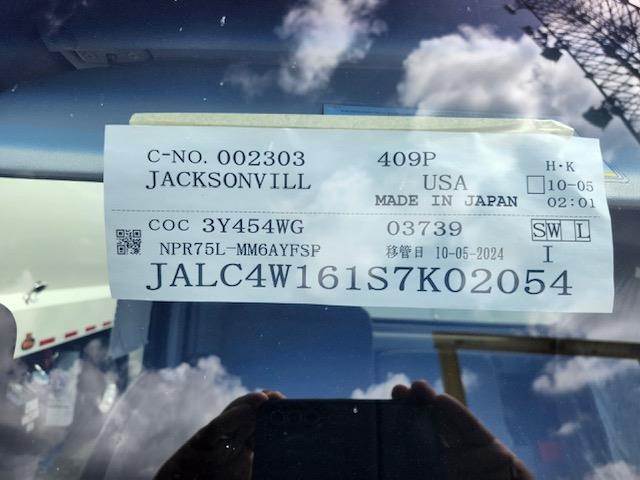 C-NO. 002303 409P H·K
JACKSONVILL USA 10-05
MADE IN JAPAN 02:01
COC 3Y454WG 03739 SW L
NPR75L-MM6AYFSP 移管日 10-05-2024 I
JALC4W161S7K02054